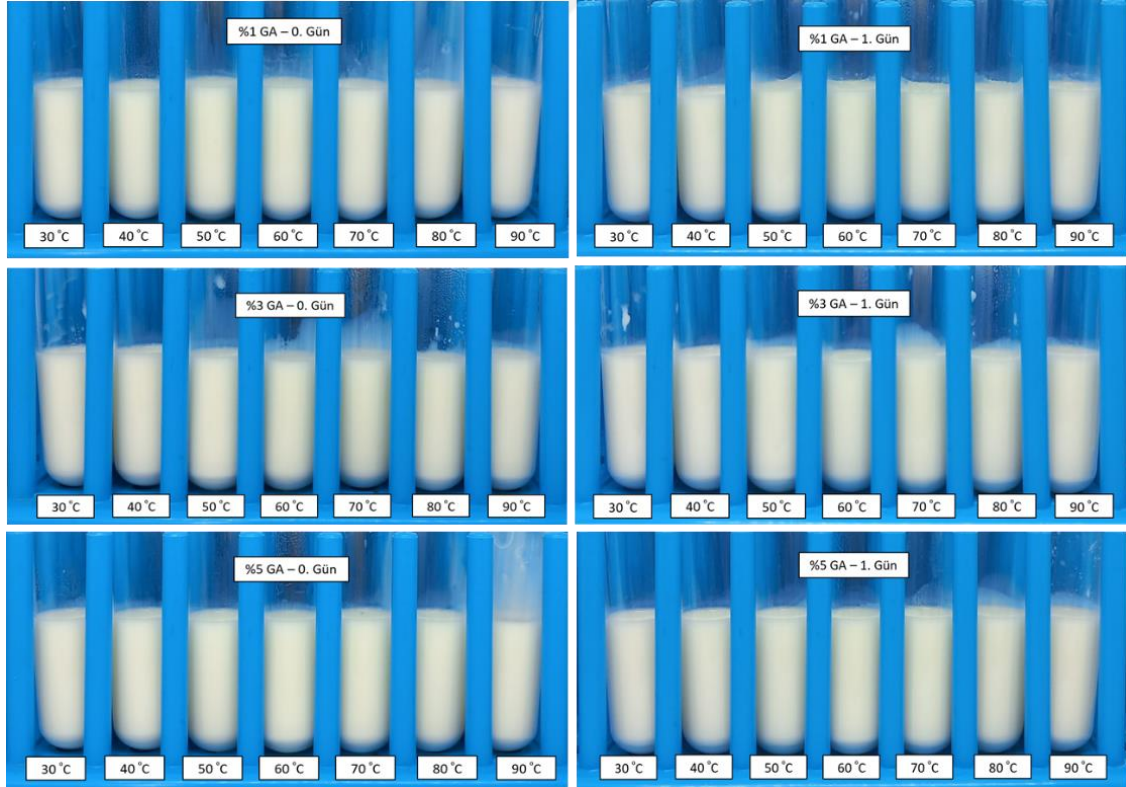 %1 GA – 0. Gün
30 °C 40 °C 50 °C 60 °C 70 °C 80 °C 90 °C
%1 GA – 1. Gün
30 °C 40 °C 50 °C 60 °C 70 °C 80 °C 90 °C
%3 GA – 0. Gün
30 °C 40 °C 50 °C 60 °C 70 °C 80 °C 90 °C
%3 GA – 1. Gün
30 °C 40 °C 50 °C 60 °C 70 °C 80 °C 90 °C
%5 GA – 0. Gün
30 °C 40 °C 50 °C 60 °C 70 °C 80 °C 90 °C
%5 GA – 1. Gün
30 °C 40 °C 50 °C 60 °C 70 °C 80 °C 90 °C